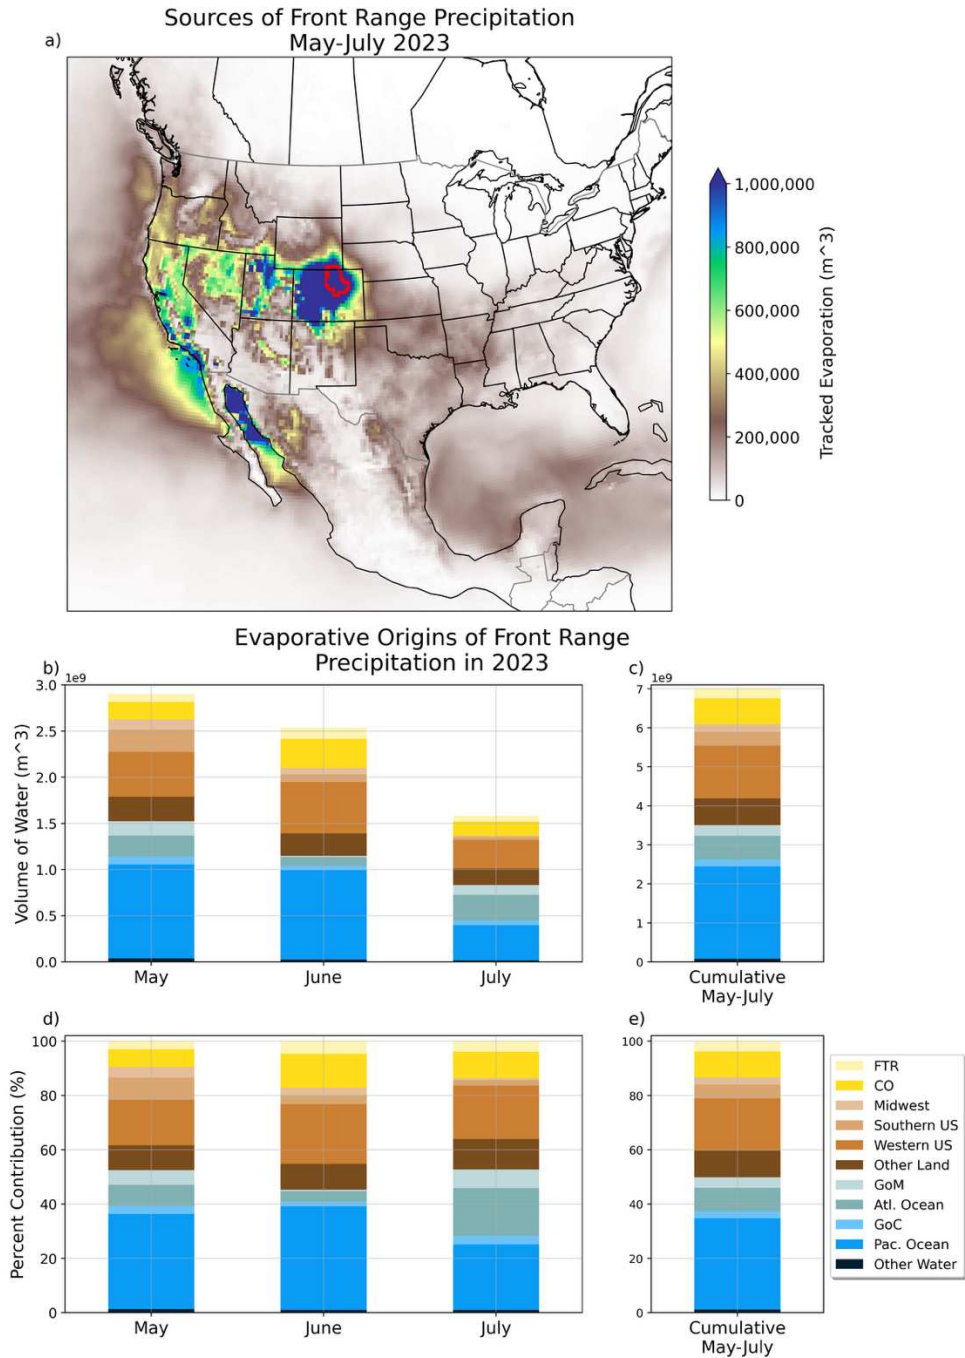 Sources of Front Range Precipitation
May-July 2023
a)
1,000,000
800,000
600,000
400,000
200,000
0
Tracked Evaporation (m^3)
Evaporative Origins of Front Range
Precipitation in 2023
b)
1e9
3.0
2.5
2.0
1.5
1.0
0.5
0.0
Volume of Water (m^3)
May
June
July
c)
1e9
7
6
5
4
3
2
1
0
Cumulative
May-July
d)
100
80
60
40
20
0
Percent Contribution (%)
May
June
July
e)
100
80
60
40
20
0
Cumulative
May-July
FTR
CO
Midwest
Southern US
Western US
Other Land
GoM
Atl. Ocean
GoC
Pac. Ocean
Other Water